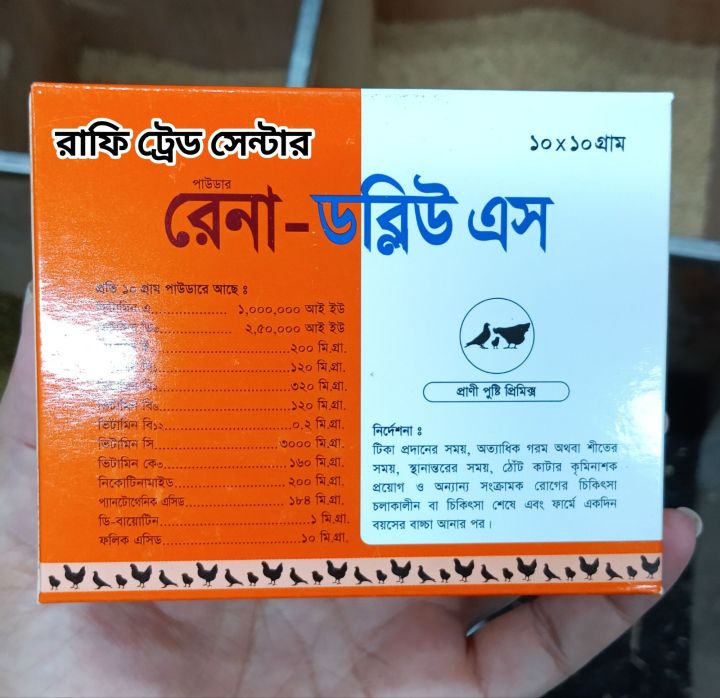 রাফি ট্রেড সেন্টার
১০x১০গ্রাম
পাউডার
রেনা-ডব্লিউ এস
প্রতি ১০ গ্রাম পাউডারে আছে :
ভিটামিন এ.................. ১,০০০,০০০ আই ইউ
.................. ২,৫০,০০০ আই ইউ
..................২০০ মি.গ্রা.
..................১২০ মি.গ্রা.
..................৩২০ মি.গ্রা.
ভিটামিন বি৬..................১২০ মি.গ্রা.
ভিটামিন বি১২..................০.২ মি.গ্রা.
ভিটামিন সি..................৩০০০ মি.গ্রা.
ভিটামিন কে৩..................১৬০ মি.গ্রা.
নিকোটিনামাইড..................২০০ মি.গ্রা.
প্যানটোথেনিক এসিড..................১৮৪ মি.গ্রা.
ডি-বায়োটিন..................১ মি.গ্রা.
ফলিক এসিড..................১০ মি.গ্রা.
প্রাণী পুষ্টি প্রিমিক্স
নির্দেশনা :
টিকা প্রদানের সময়, অত্যাধিক গরম অথবা শীতের
সময়, স্থানান্তরের সময়, ঠোঁট কাটার কৃমিনাশক
প্রয়োগ ও অন্যান্য সংক্রামক রোগের চিকিৎসা
চলাকালীন বা চিকিৎসা শেষে এবং ফার্মে একদিন
বয়সের বাচ্চা আনার পর।